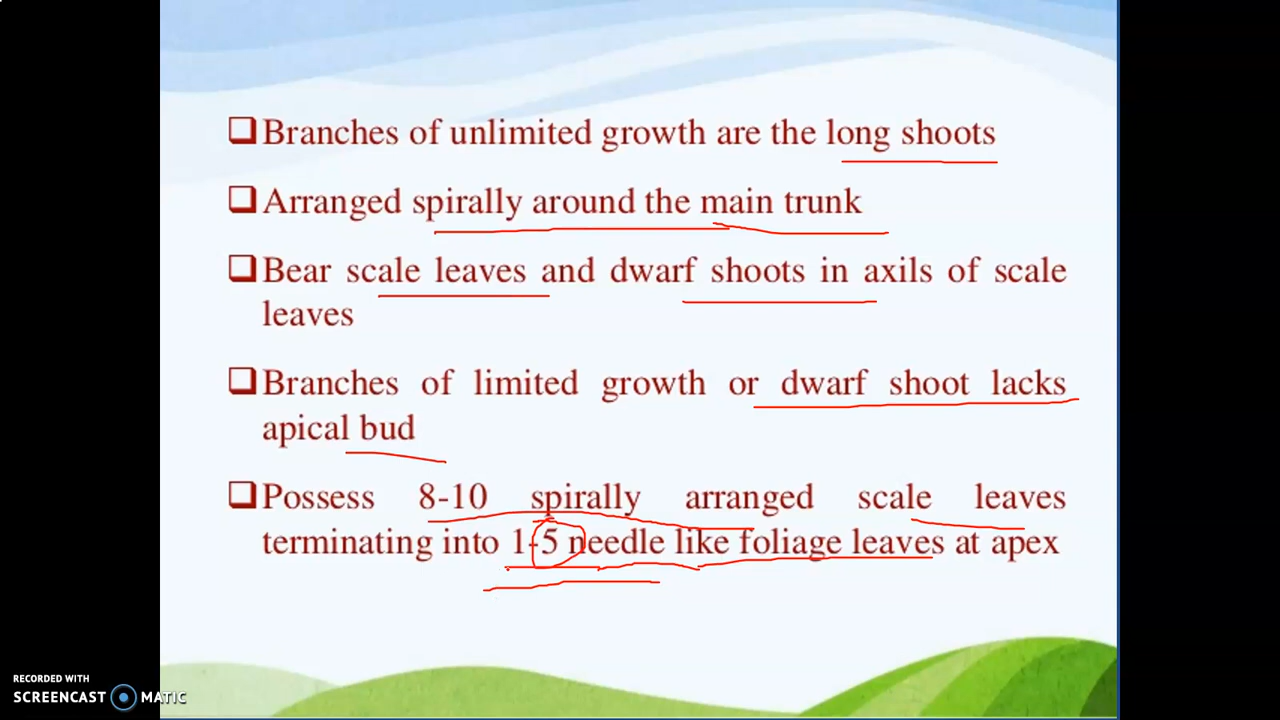 ❑Branches of unlimited growth are the long shoots
❑Arranged spirally around the main trunk
❑Bear scale leaves and dwarf shoots in axils of scale
leaves
❑Branches of limited growth or dwarf shoot lacks
apical bud
❑Possess 8-10 spirally arranged scale leaves
terminating into 1-5 needle like foliage leaves at apex
RECORDED WITH
SCREENCAST MATIC